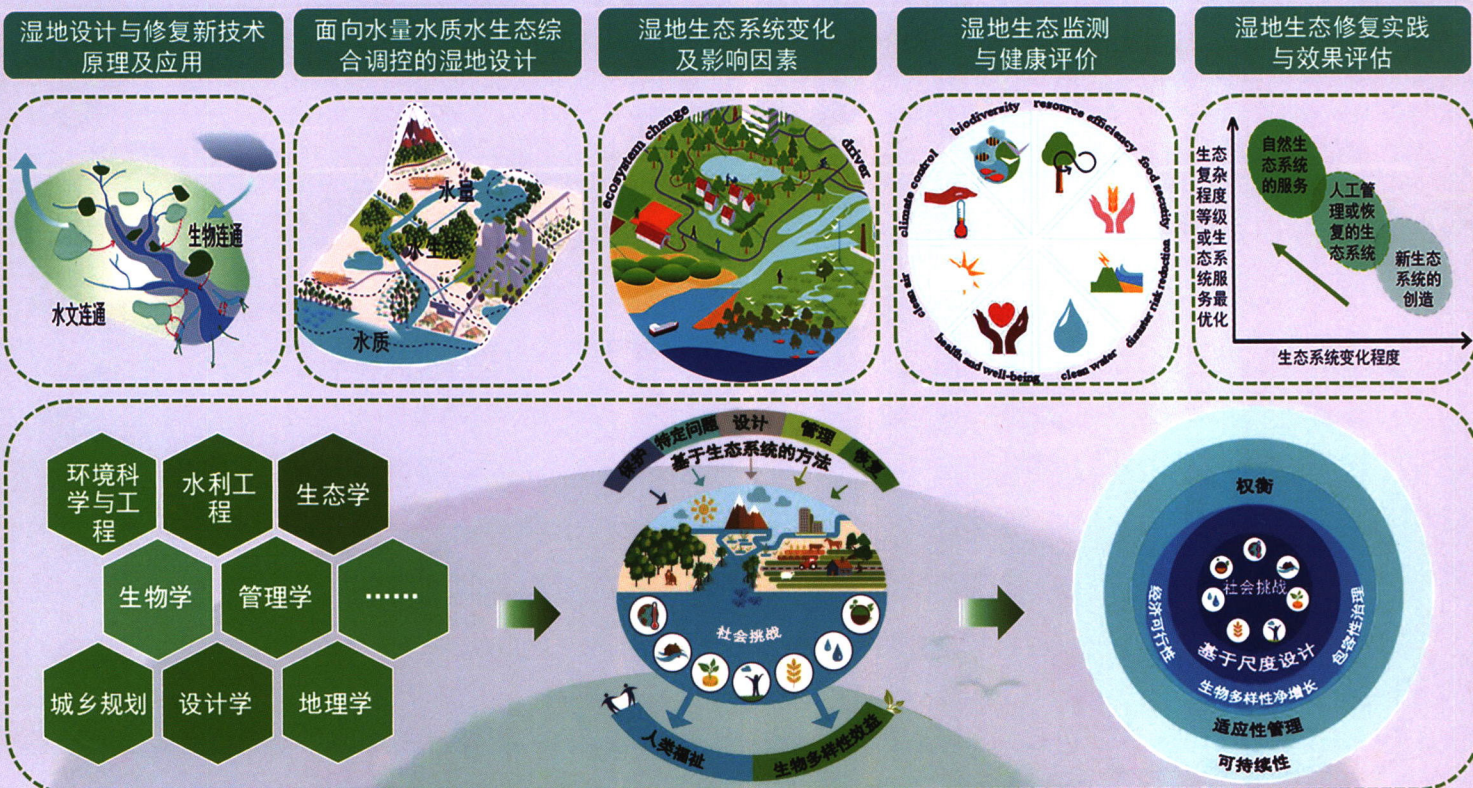 湿地设计与修复新技术
原理及应用
面向水量水质水生态综
合调控的湿地设计
湿地生态系统变化
及影响因素
湿地生态监测
与健康评价
湿地生态修复实践
与效果评估
生物连通
水文连通
水量
水生态
水质
ecosystem change
driver
biodiversity
resource efficiency
food security
disaster risk reduction
clean water
health and well-being
clean air
climate control
生态
复杂
程度
等级
或生
态系
统服
务最
优化
自然生
态系统
的服务
人工管
理或恢
复的生
态系统
新生态
系统的
创造
生态系统变化程度
环境科
学与工
程
水利工
程
生态学
生物学
管理学
……
城乡规划
设计学
地理学
保护
特定问题
设计
管理
恢复
基于生态系统的方法
社会挑战
人类福祉
生物多样性效益
权衡
社会挑战
经济可行性
包容性治理
基于尺度设计
生物多样性净增长
适应性管理
可持续性